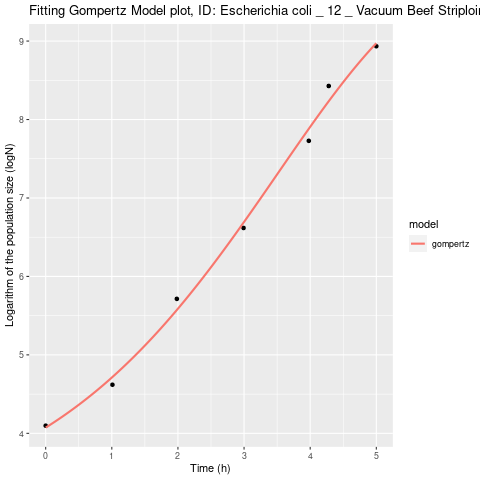 Fitting Gompertz Model plot, ID: Escherichia coli _ 12 _ Vacuum Beef Striploin
9
8
7
6
5
4
Logarithm of the population size (logN)
0 1 2 3 4 5
Time (h)
model
gompertz